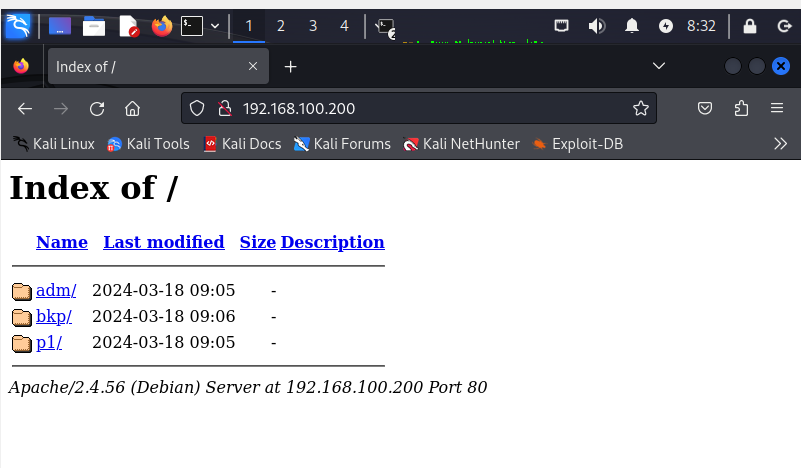 1 2 3 4 2 8:32
Index of /
192.168.100.200
Kali Linux Kali Tools Kali Docs Kali Forums Kali NetHunter Exploit-DB
Index of /
Name Last modified Size Description
adm/ 2024-03-18 09:05 -
bkp/ 2024-03-18 09:06 -
p1/ 2024-03-18 09:05 -
Apache/2.4.56 (Debian) Server at 192.168.100.200 Port 80